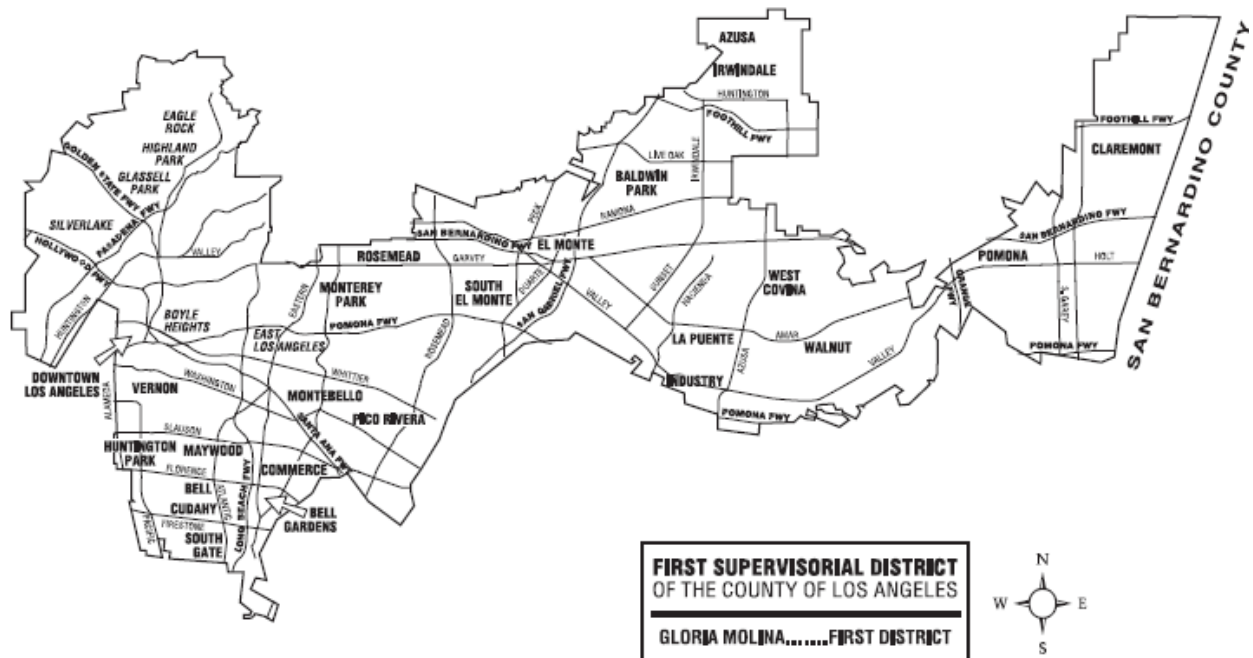 AZUSA
IRWINDALE
HUNTINGTON
FOOTHILL FWY
EAGLE
ROCK
HIGHLAND
PARK
GLASSELL
PARK
GOLDEN STATE FWY
PASADENA FWY
SILVERLAKE
HOLLYWOOD FWY
VALLEY
HUNTINGTON
LIVE OAK
IRWINDALE
BALDWIN
PARK
PECK
RAMONA
SAN BERNARDINO FWY
EL MONTE
ROSEMEAD
GARVEY
MONTEREY
PARK
EASTERN
SOUTH
EL MONTE
DUARTE
SAN GABRIEL FWY
VALLEY
SUNSET
HACIENDA
WEST
COVINA
FOOTHILL FWY
CLAREMONT
SAN BERNARDINO FWY
POMONA
HOLT
ORANGE
FWY
GAREY
POMONA FWY
SAN BERNARDINO COUNTY
BOYLE
HEIGHTS
EAST
LOS ANGELES
POMONA FWY
ROSEMEAD
LA PUENTE
AMAR
WALNUT
VALLEY
AZUSA
INDUSTRY
POMONA FWY
DOWNTOWN
LOS ANGELES
ALAMEDA
VERNON
WASHINGTON
WHITTIER
MONTEBELLO
PICO RIVERA
SANTA ANA FWY
SLAUSON
HUNTINGTON
PARK
MAYWOOD
COMMERCE
FLORENCE
BELL
ATLANTIC
LONG BEACH FWY
CUDAHY
BELL
GARDENS
FIRESTONE
PACIFIC
SOUTH
GATE
FIRST SUPERVISORIAL DISTRICT
OF THE COUNTY OF LOS ANGELES
GLORIA MOLINA.......FIRST DISTRICT
N
W
E
S